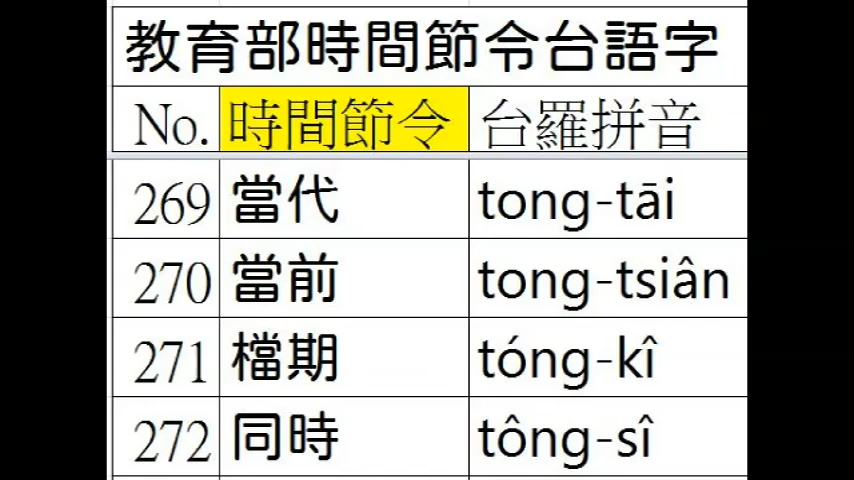 教育部時間節令台語字
No. 時間節令 台羅拼音
269 當代 tong-tāi
270 當前 tong-tsiân
271 檔期 tóng-kî
272 同時 tông-sî